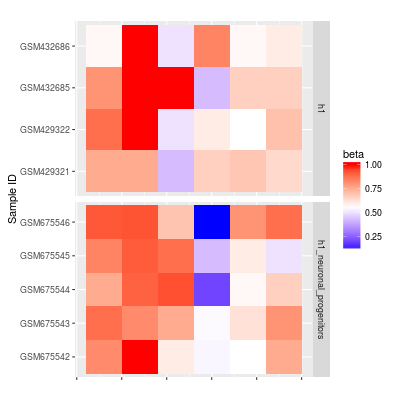 GSM432686
GSM432685
GSM429322
GSM429321
h1
GSM675546
GSM675545
GSM675544
GSM675543
GSM675542
h1_neuronal_progenitors
Sample ID
beta
1.00
0.75
0.50
0.25